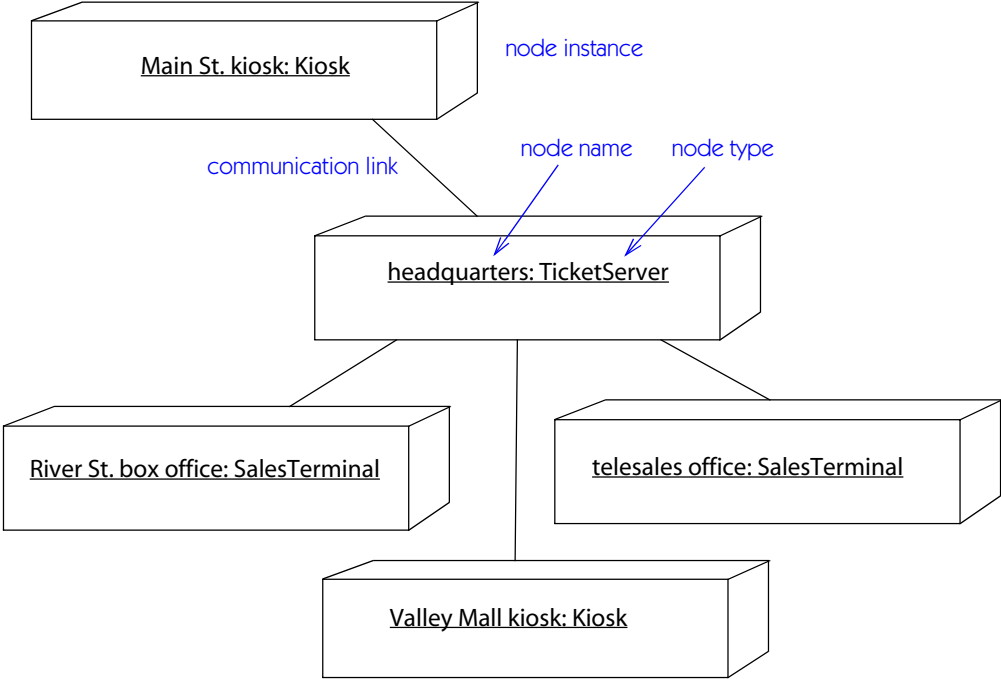 Main St. kiosk: Kiosk
node instance
communication link
node name
node type
headquarters: TicketServer
River St. box office: SalesTerminal
telesales office: SalesTerminal
Valley Mall kiosk: Kiosk